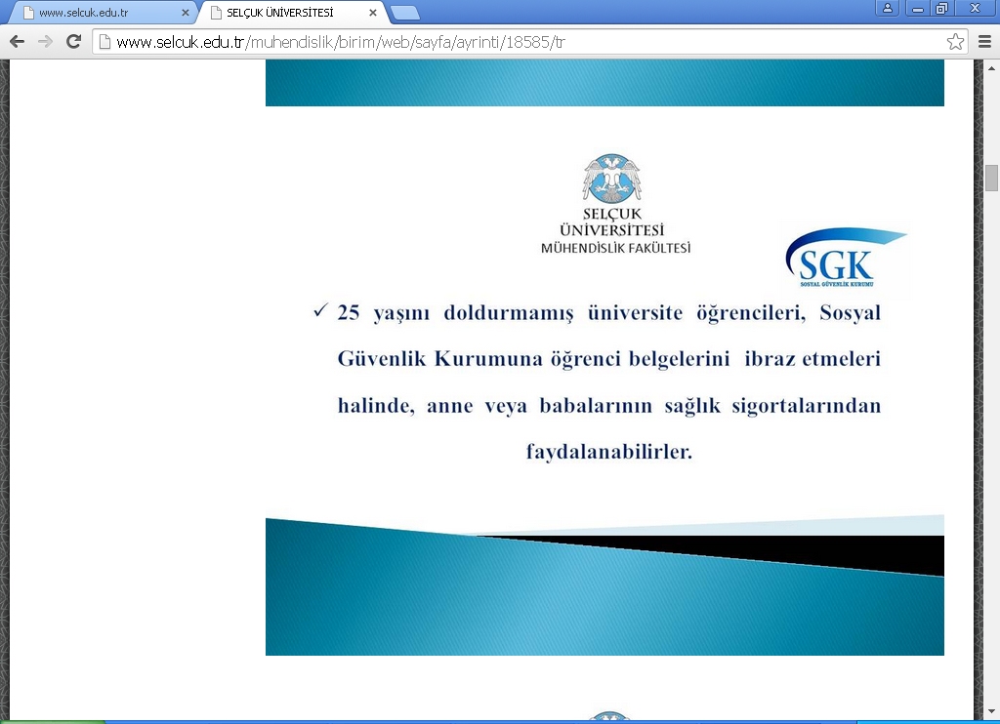 www.selcuk.edu.tr
SELÇUK ÜNİVERSİTESİ
www.selcuk.edu.tr/muhendislik/birim/web/sayfa/ayrinti/18585/tr
SELÇUK
ÜNİVERSİTESİ
MÜHENDİSLİK FAKÜLTESİ
SGK
SOSYAL GÜVENLİK KURUMU
✓ 25 yaşını doldurmamış üniversite öğrencileri, Sosyal
Güvenlik Kurumuna öğrenci belgelerini ibraz etmeleri
halinde, anne veya babalarının sağlık sigortalarından
faydalanabilirler.